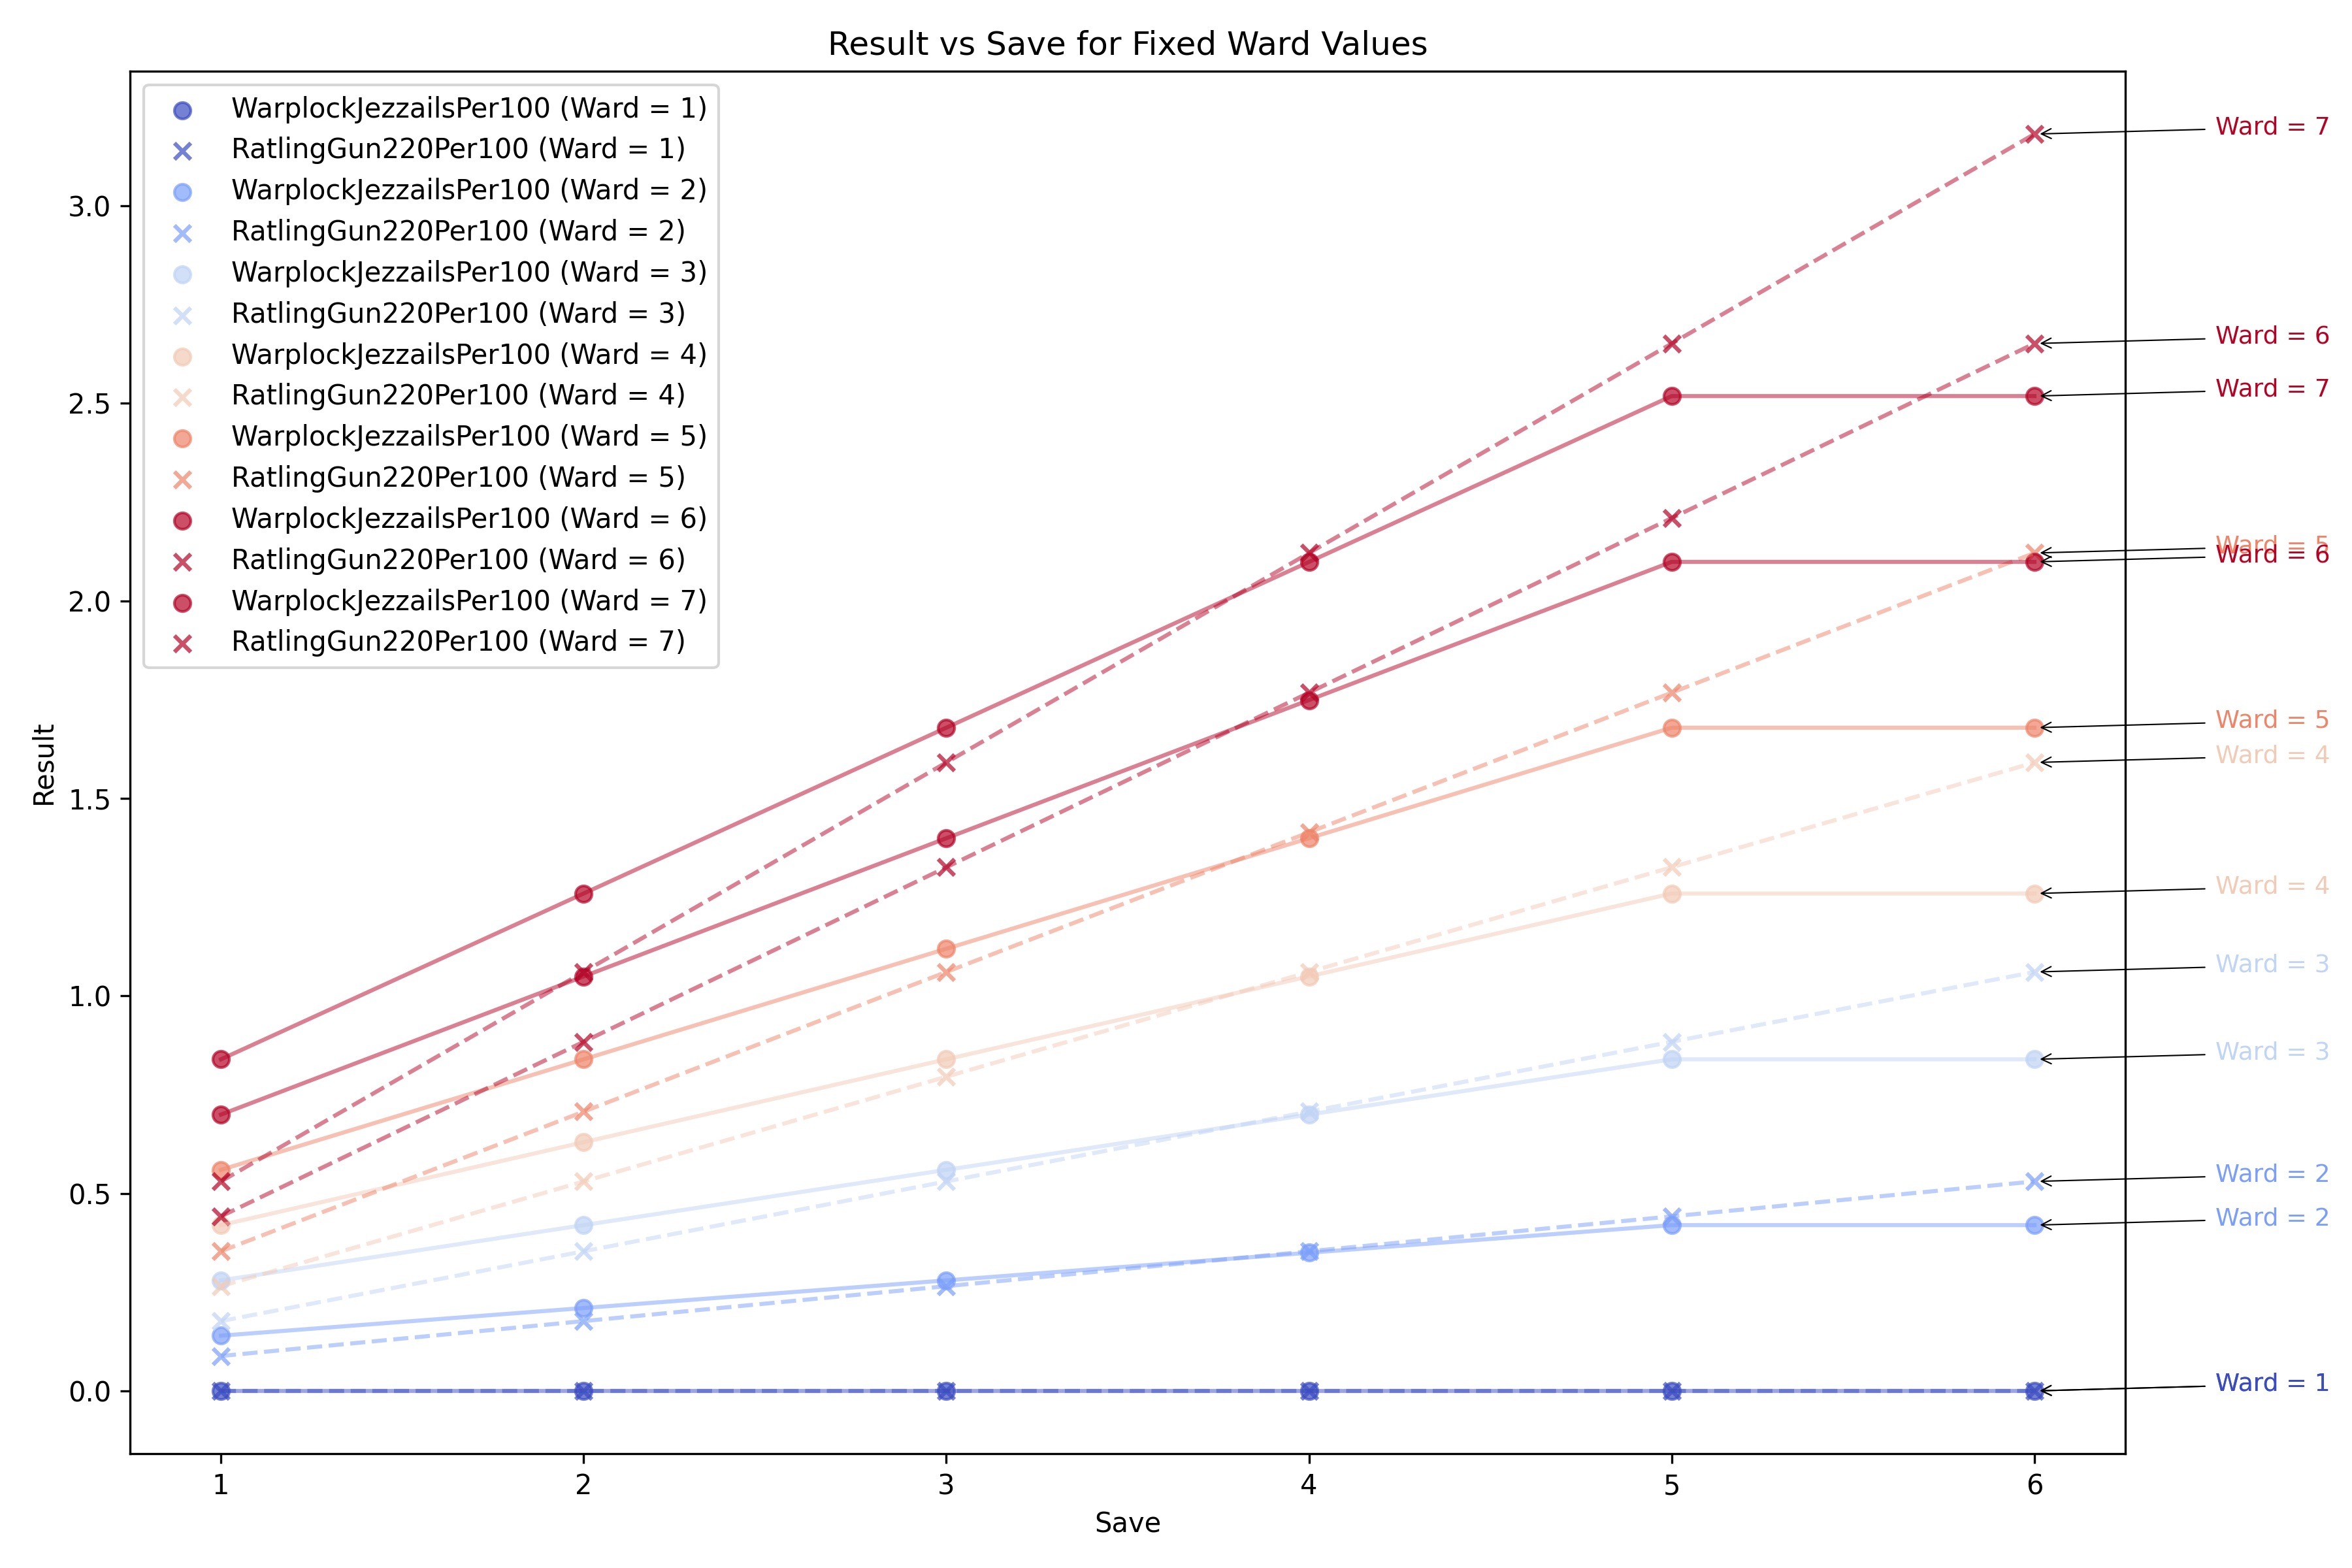 Result vs Save for Fixed Ward Values
WarplockJezzailsPer100 (Ward = 1)
RatlingGun220Per100 (Ward = 1)
WarplockJezzailsPer100 (Ward = 2)
RatlingGun220Per100 (Ward = 2)
WarplockJezzailsPer100 (Ward = 3)
RatlingGun220Per100 (Ward = 3)
WarplockJezzailsPer100 (Ward = 4)
RatlingGun220Per100 (Ward = 4)
WarplockJezzailsPer100 (Ward = 5)
RatlingGun220Per100 (Ward = 5)
WarplockJezzailsPer100 (Ward = 6)
RatlingGun220Per100 (Ward = 6)
WarplockJezzailsPer100 (Ward = 7)
RatlingGun220Per100 (Ward = 7)
Result
3.0
2.5
2.0
1.5
1.0
0.5
0.0
1 2 3 4 5 6
Save
Ward = 7
Ward = 6
Ward = 7
Ward = 5
Ward = 6
Ward = 5
Ward = 4
Ward = 4
Ward = 3
Ward = 3
Ward = 2
Ward = 2
Ward = 1